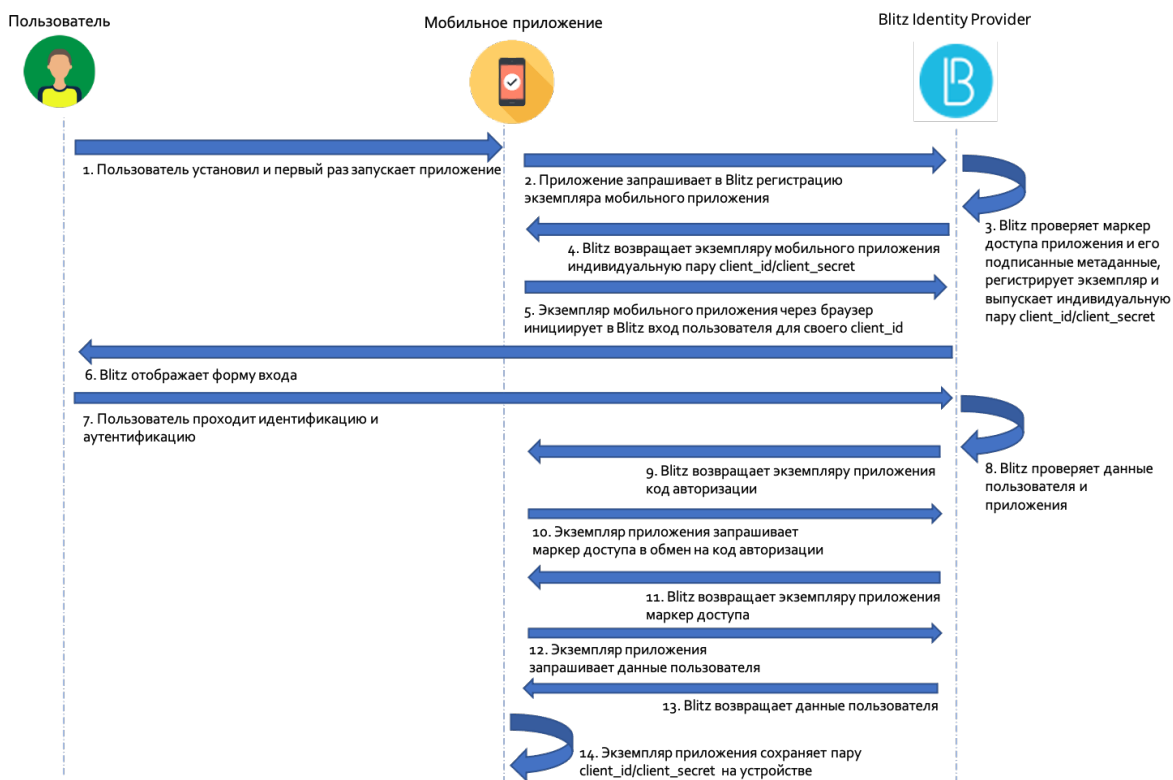 Пользователь
Мобильное приложение
Blitz Identity Provider
1. Пользователь установил и первый раз запускает приложение
2. Приложение запрашивает в Blitz регистрацию
экземпляра мобильного приложения
3. Blitz проверяет маркер
доступа приложения и его
подписанные метаданные,
регистрирует экземпляр и
выпускает индивидуальную
пару client_id/client_secret
4. Blitz возвращает экземпляру мобильного приложения
индивидуальную пару client_id/client_secret
5. Экземпляр мобильного приложения через браузер
инициирует в Blitz вход пользователя для своего client_id
6. Blitz отображает форму входа
7. Пользователь проходит идентификацию и
аутентификацию
8. Blitz проверяет данные
пользователя и
приложения
9. Blitz возвращает экземпляру приложения
код авторизации
10. Экземпляр приложения запрашивает
маркер доступа в обмен на код авторизации
11. Blitz возвращает экземпляру приложения
маркер доступа
12. Экземпляр приложения
запрашивает данные пользователя
13. Blitz возвращает данные пользователя
14. Экземпляр приложения сохраняет пару
client_id/client_secret на устройстве